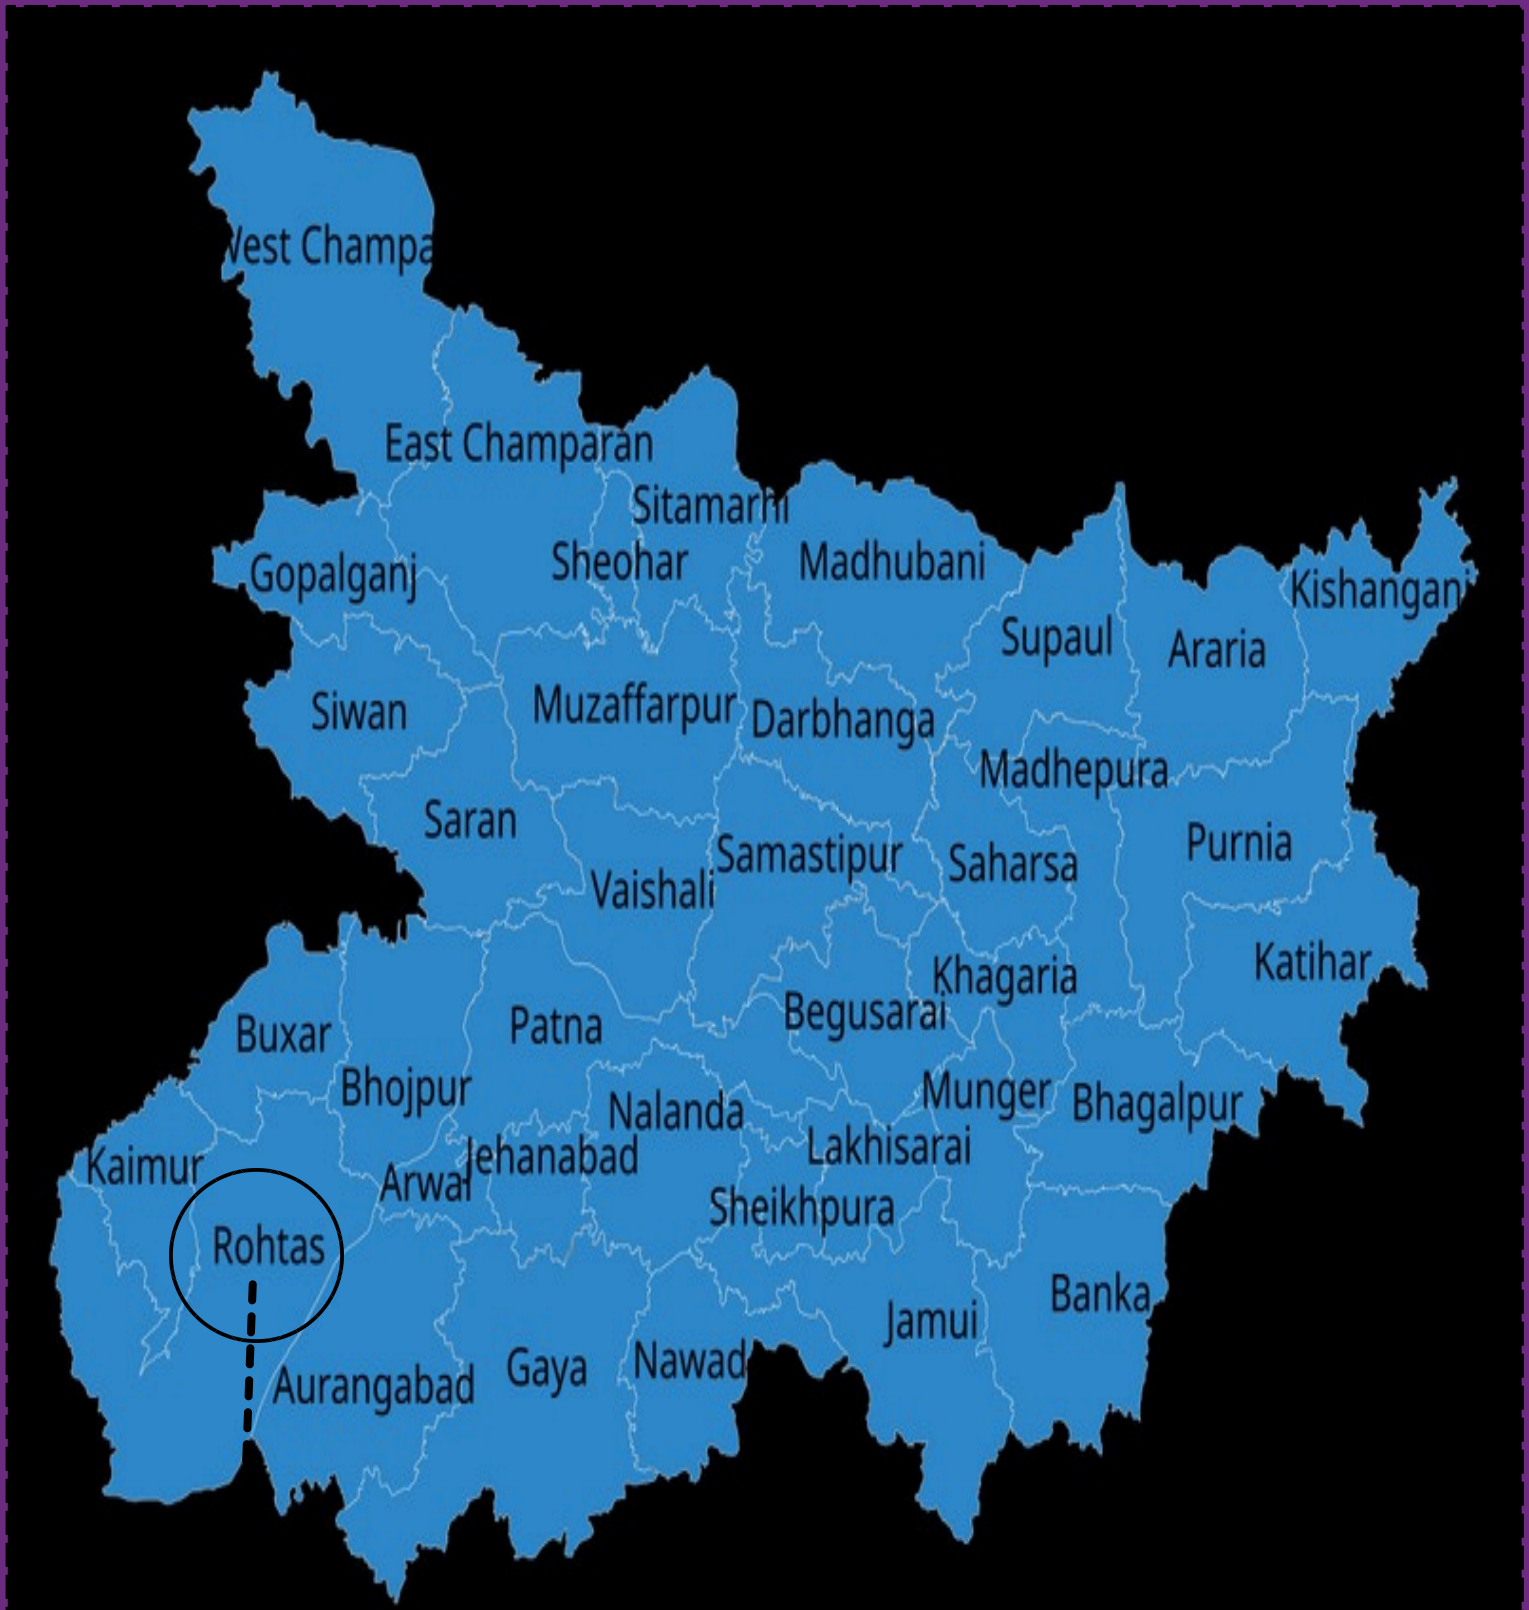 West Champa
East Champaran
Sitamarhi
Sheohar
Madhubani
Gopalganj
Kishanganj
Supaul
Araria
Siwan
Muzaffarpur
Darbhanga
Madhepura
Saran
Purnia
Samastipur
Saharsa
Vaishali
Katihar
Khagaria
Begusarai
Patna
Buxar
Bhojpur
Munger
Bhagalpur
Nalanda
Lakhisarai
Jehanabad
Kaimur
Arwal
Sheikhpura
Rohtas
Banka
Jamui
Nawad
Gaya
Aurangabad